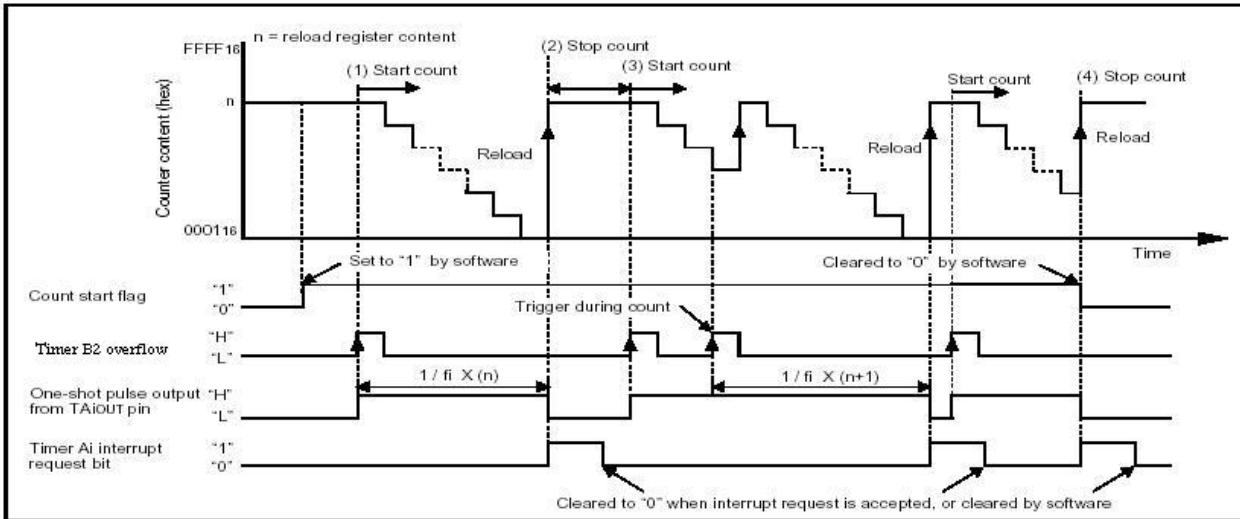 n = reload register content
FFFF16
(1) Start count
(2) Stop count
(3) Start count
Start count
(4) Stop count
Counter content (hex)
n
Reload
Reload
Reload
000116
Time
Set to “1” by software
Cleared to “0” by software
Count start flag
“1”
“0”
Trigger during count
Timer B2 overflow
“H”
“L”
1 / fi X (n)
1 / fi X (n+1)
One-shot pulse output
from TAiOUT pin
“H”
“L”
Timer Ai interrupt
request bit
“1”
“0”
Cleared to “0” when interrupt request is accepted, or cleared by software